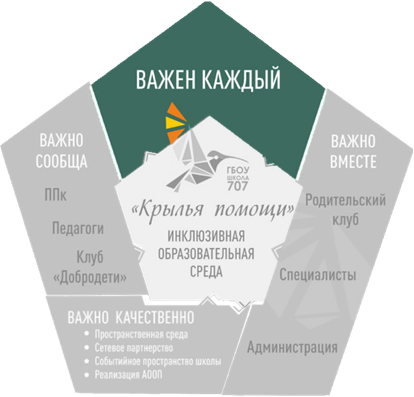 ВАЖЕН КАЖДЫЙ
ВАЖНО
СООБЩА
ППк
Педагоги
Клуб
«Добродети»
ГБОУ
ШКОЛА
707
«Крылья помощи»
ИНКЛЮЗИВНАЯ
ОБРАЗОВАТЕЛЬНАЯ
СРЕДА
ВАЖНО
ВМЕСТЕ
Родительский
клуб
Специалисты
Администрация
ВАЖНО КАЧЕСТВЕННО
• Пространственная среда
• Сетевое партнерство
• Событийное пространство школы
• Реализация АООП